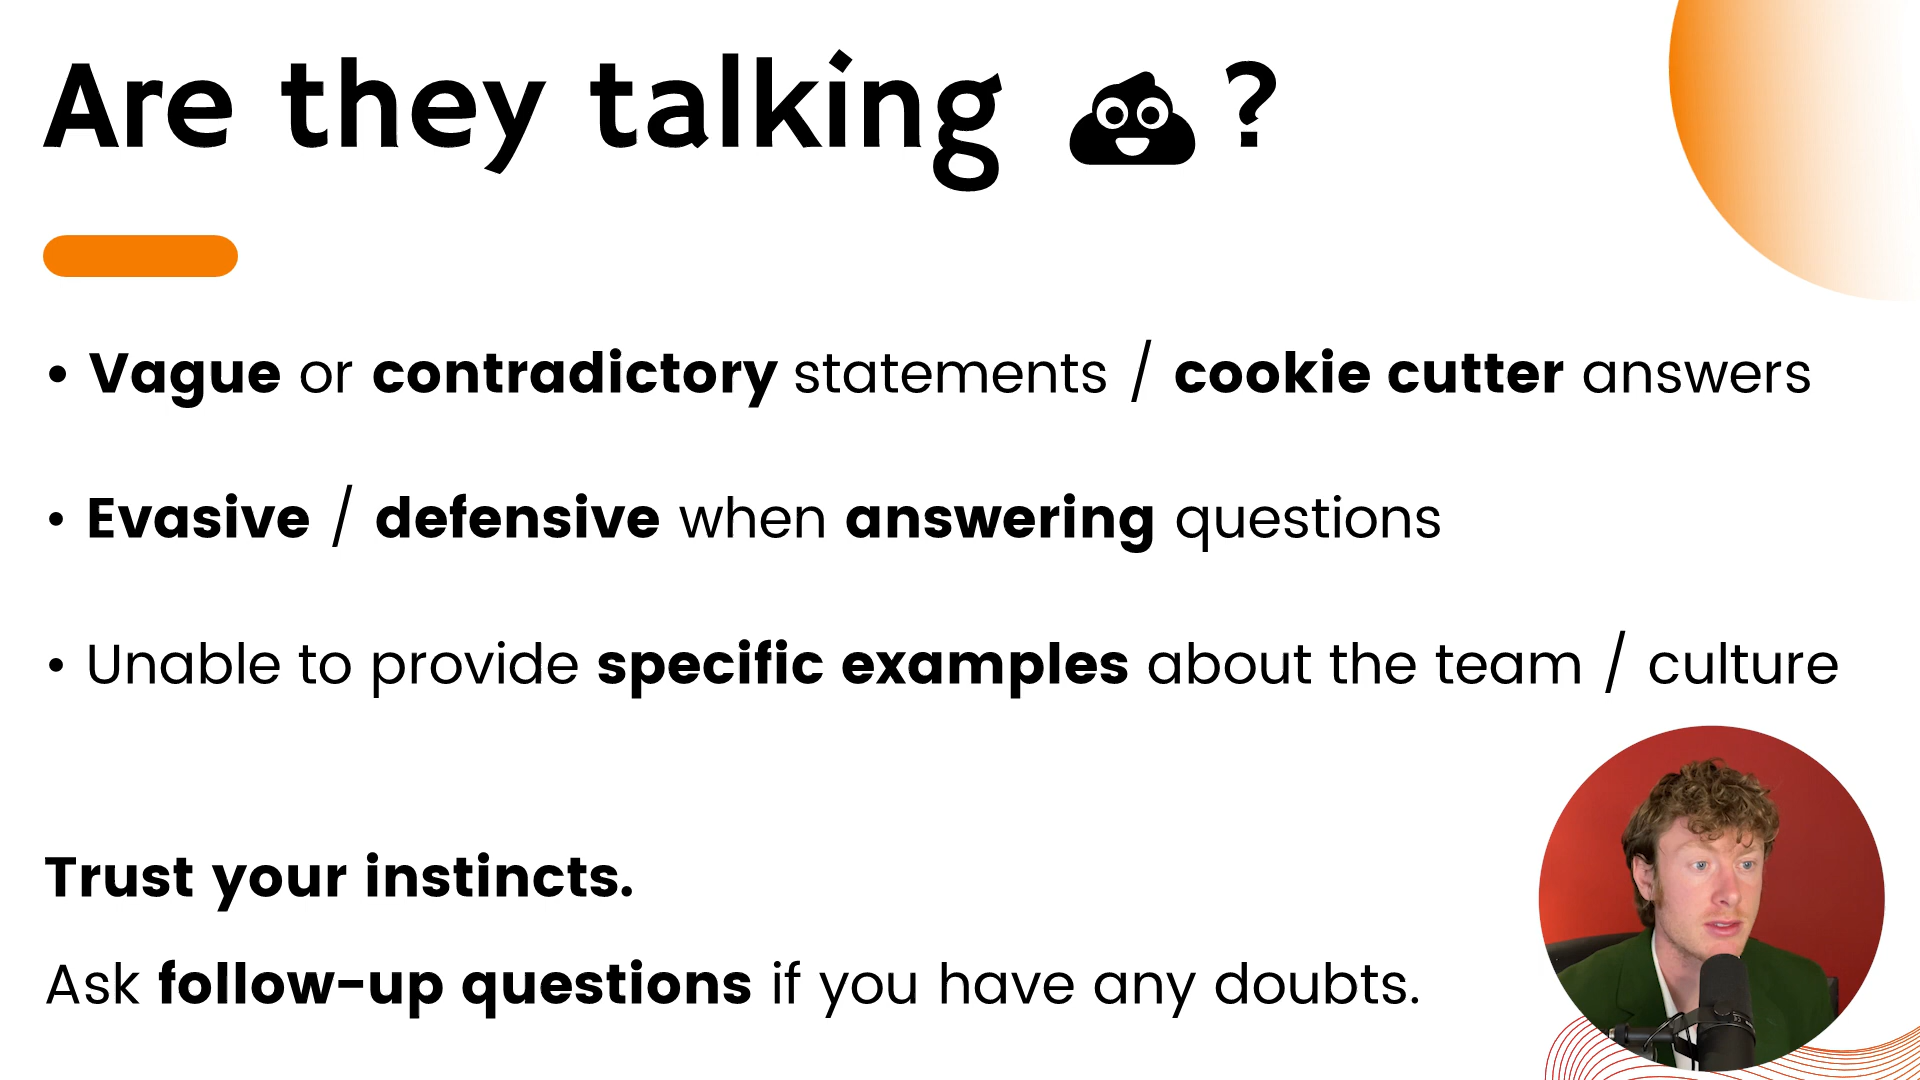 Are they talking 💩?
• Vague or contradictory statements / cookie cutter answers
• Evasive / defensive when answering questions
• Unable to provide specific examples about the team / culture
Trust your instincts.
Ask follow-up questions if you have any doubts.